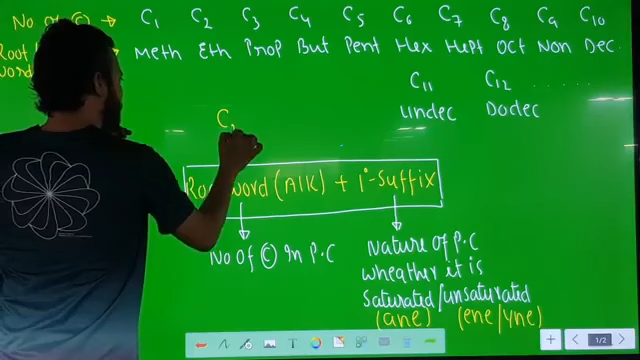 No. Of C → C1 C2 C3 C4 C5 C6 C7 C8 C9 C10
Root word → Meth Eth Prop But Pent Hex Hept Oct Non Dec.
C11 C12 ........
Undec Dodec
C,
Root word (Alk) + 1°-Suffix
No Of © In P.C
Nature Of P.C
wheather it is
Saturated/unsaturated
(ane) (ene/yne)
1/2